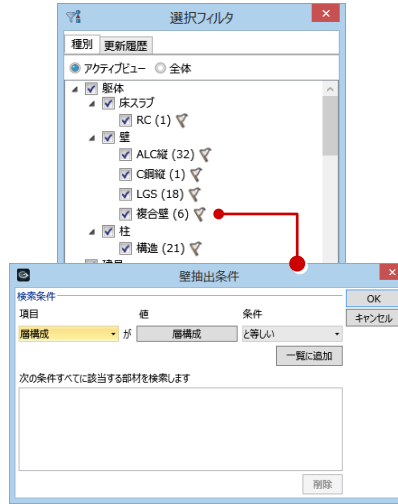 選択フィルタ
種別 更新履歴
アクティブビュー 全体
躯体
床スラブ
RC (1)
壁
ALC縦 (32)
C鋼縦 (1)
LGS (18)
複合壁 (6)
柱
構造 (21)
壁抽出条件
検索条件
OK
項目 値 条件
キャンセル
層構成 が 層構成 と等しい
一覧に追加
次の条件すべてに該当する部材を検索します
削除